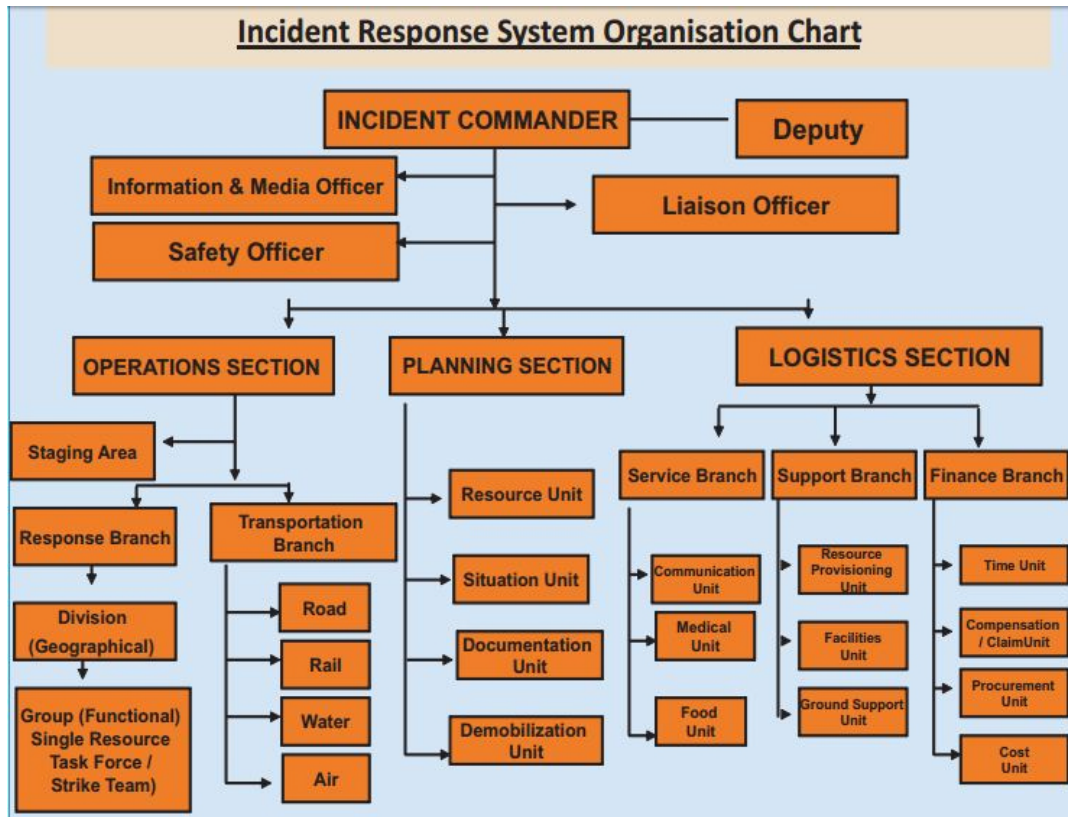 Incident Response System Organisation Chart
INCIDENT COMMANDER
Deputy
Information & Media Officer
Liaison Officer
Safety Officer
OPERATIONS SECTION
PLANNING SECTION
LOGISTICS SECTION
Staging Area
Response Branch
Transportation
Branch
Division
(Geographical)
Group (Functional)
Single Resource
Task Force /
Strike Team)
Road
Rail
Water
Air
Resource Unit
Situation Unit
Documentation
Unit
Demobilization
Unit
Service Branch
Support Branch
Finance Branch
Communication
Unit
Medical
Unit
Food
Unit
Resource
Provisioning
Unit
Facilities
Unit
Ground Support
Unit
Time Unit
Compensation
/ ClaimUnit
Procurement
Unit
Cost
Unit